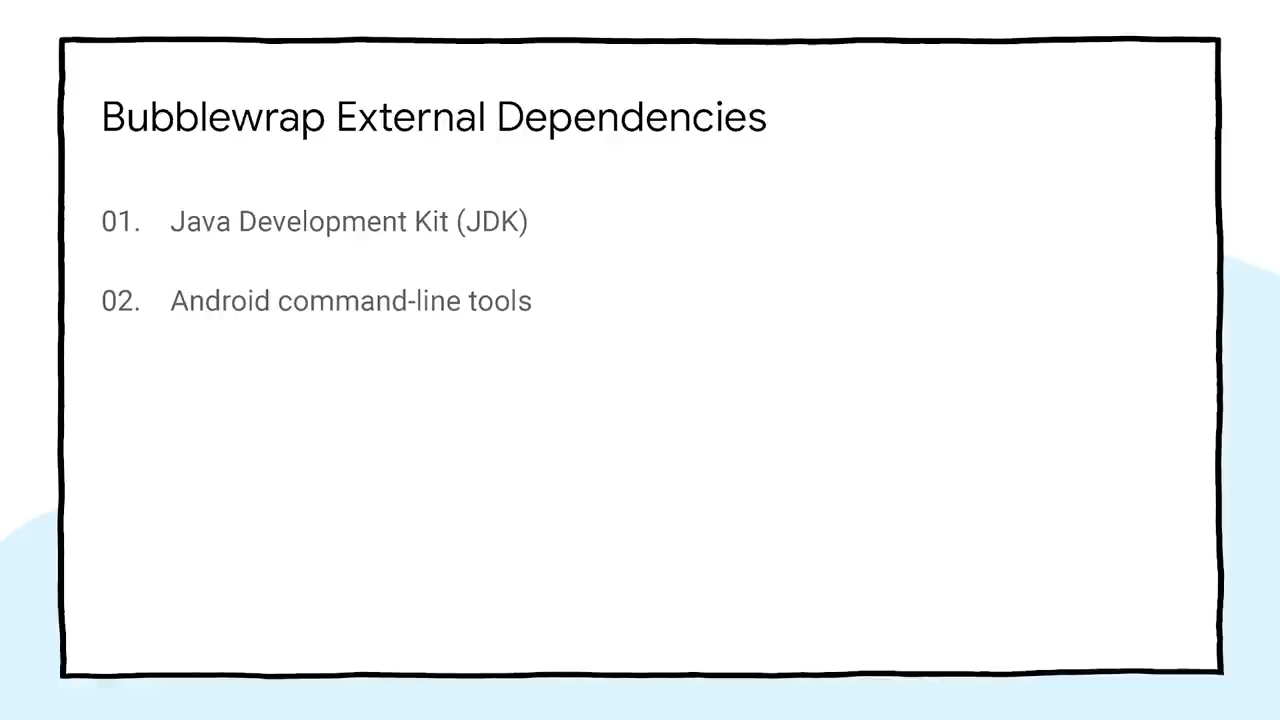 Bubblewrap External Dependencies
01. Java Development Kit (JDK)
02. Android command-line tools